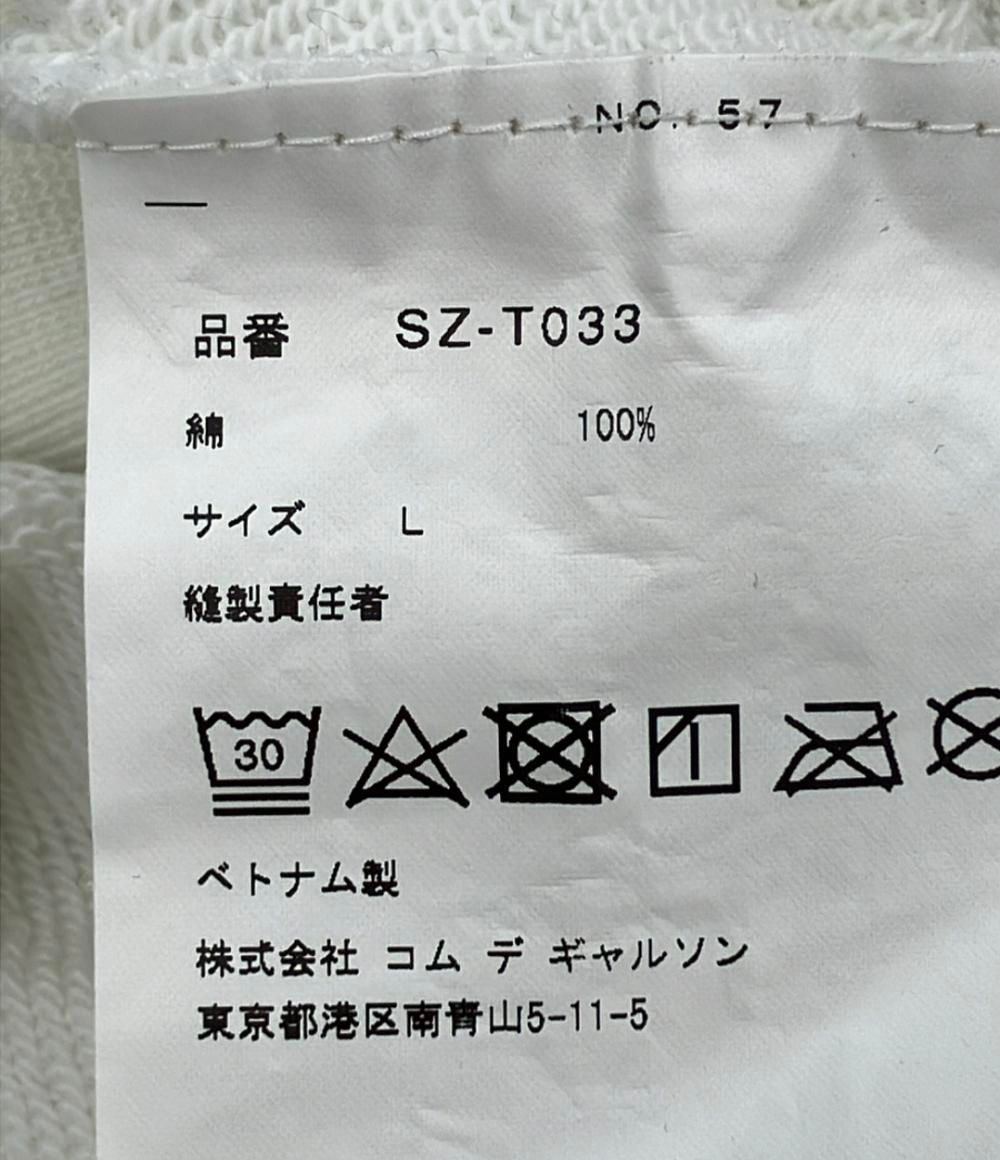 NO. 57
品番 SZ-T033
綿 100%
サイズ L
縫製責任者
30
ベトナム製
株式会社 コム デ ギャルソン
東京都港区南青山5-11-5